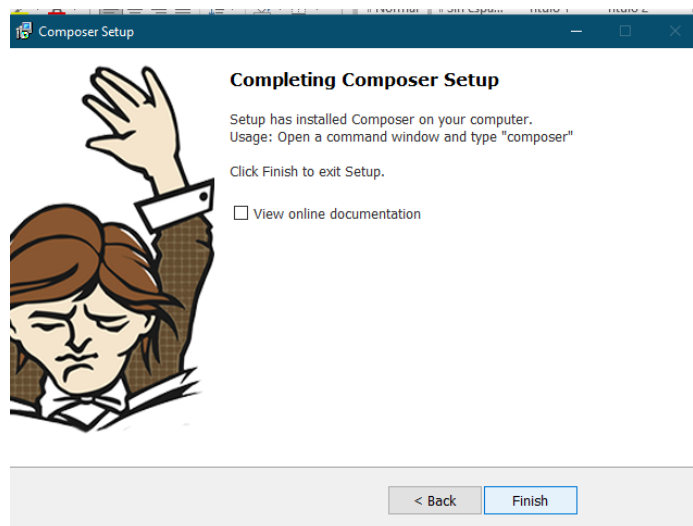 Composer Setup
Completing Composer Setup
Setup has installed Composer on your computer.
Usage: Open a command window and type "composer"
Click Finish to exit Setup.
View online documentation
< Back
Finish